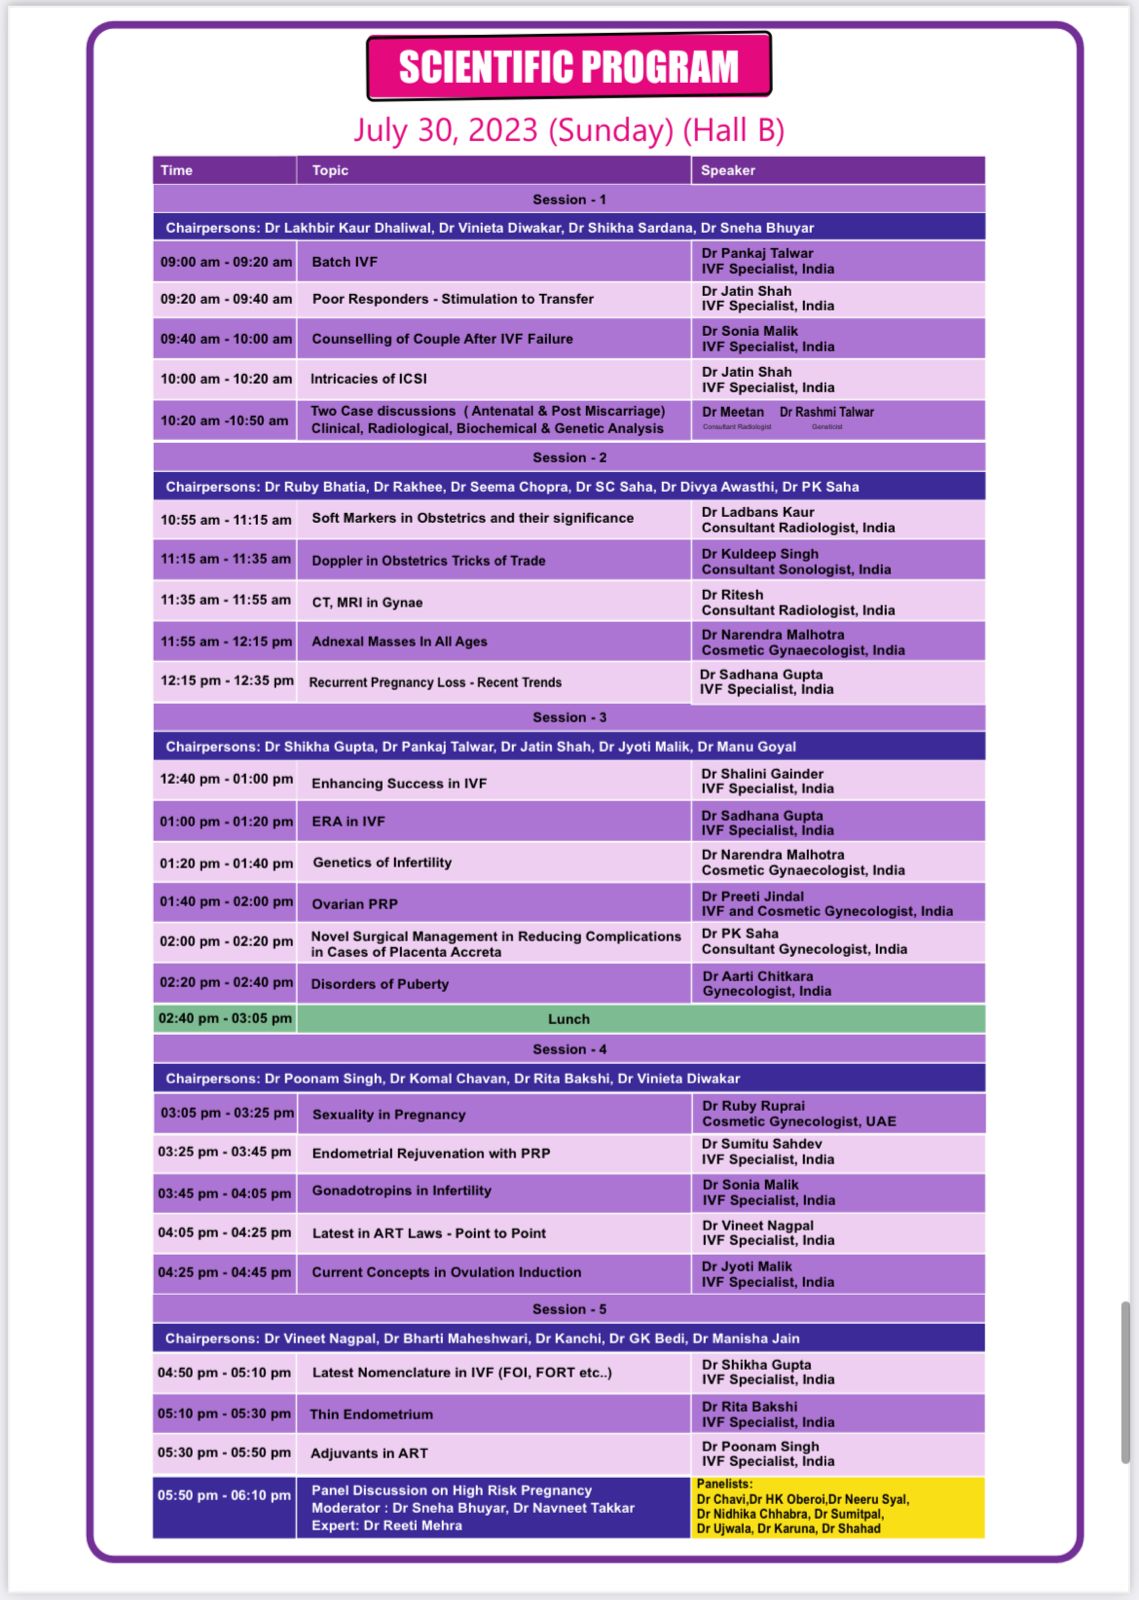 SCIENTIFIC PROGRAM
July 30, 2023 (Sunday) (Hall B)
Time Topic Speaker
Session - 1
Chairpersons: Dr Lakhbir Kaur Dhaliwal, Dr Vinieta Diwakar, Dr Shikha Sardana, Dr Sneha Bhuyar
09:00 am - 09:20 am Batch IVF Dr Pankaj Talwar
IVF Specialist, India
09:20 am - 09:40 am Poor Responders - Stimulation to Transfer Dr Jatin Shah
IVF Specialist, India
09:40 am - 10:00 am Counselling of Couple After IVF Failure Dr Sonia Malik
IVF Specialist, India
10:00 am - 10:20 am Intricacies of ICSI Dr Jatin Shah
IVF Specialist, India
10:20 am -10:50 am Two Case discussions ( Antenatal & Post Miscarriage) Dr Meetan Dr Rashmi Talwar
Clinical, Radiological, Biochemical & Genetic Analysis Consultant Radiologist Geneticist
Session - 2
Chairpersons: Dr Ruby Bhatia, Dr Rakhee, Dr Seema Chopra, Dr SC Saha, Dr Divya Awasthi, Dr PK Saha
10:55 am - 11:15 am Soft Markers in Obstetrics and their significance Dr Ladbans Kaur
Consultant Radiologist, India
11:15 am - 11:35 am Doppler in Obstetrics Tricks of Trade Dr Kuldeep Singh
Consultant Sonologist, India
11:35 am - 11:55 am CT, MRI in Gynae Dr Ritesh
Consultant Radiologist, India
11:55 am - 12:15 pm Adnexal Masses In All Ages Dr Narendra Malhotra
Cosmetic Gynaecologist, India
12:15 pm - 12:35 pm Recurrent Pregnancy Loss - Recent Trends Dr Sadhana Gupta
IVF Specialist, India
Session - 3
Chairpersons: Dr Shikha Gupta, Dr Pankaj Talwar, Dr Jatin Shah, Dr Jyoti Malik, Dr Manu Goyal
12:40 pm - 01:00 pm Enhancing Success in IVF Dr Shalini Gainder
IVF Specialist, India
01:00 pm - 01:20 pm ERA in IVF Dr Sadhana Gupta
IVF Specialist, India
01:20 pm - 01:40 pm Genetics of Infertility Dr Narendra Malhotra
Cosmetic Gynaecologist, India
01:40 pm - 02:00 pm Ovarian PRP Dr Preeti Jindal
IVF and Cosmetic Gynecologist, India
02:00 pm - 02:20 pm Novel Surgical Management in Reducing Complications Dr PK Saha
in Cases of Placenta Accreta Consultant Gynecologist, India
02:20 pm - 02:40 pm Disorders of Puberty Dr Aarti Chitkara
Gynecologist, India
02:40 pm - 03:05 pm Lunch
Session - 4
Chairpersons: Dr Poonam Singh, Dr Komal Chavan, Dr Rita Bakshi, Dr Vinieta Diwakar
03:05 pm - 03:25 pm Sexuality in Pregnancy Dr Ruby Ruprai
Cosmetic Gynecologist, UAE
03:25 pm - 03:45 pm Endometrial Rejuvenation with PRP Dr Sumitu Sahdev
IVF Specialist, India
03:45 pm - 04:05 pm Gonadotropins in Infertility Dr Sonia Malik
IVF Specialist, India
04:05 pm - 04:25 pm Latest in ART Laws - Point to Point Dr Vineet Nagpal
IVF Specialist, India
04:25 pm - 04:45 pm Current Concepts in Ovulation Induction Dr Jyoti Malik
IVF Specialist, India
Session - 5
Chairpersons: Dr Vineet Nagpal, Dr Bharti Maheshwari, Dr Kanchi, Dr GK Bedi, Dr Manisha Jain
04:50 pm - 05:10 pm Latest Nomenclature in IVF (FOI, FORT etc..) Dr Shikha Gupta
IVF Specialist, India
05:10 pm - 05:30 pm Thin Endometrium Dr Rita Bakshi
IVF Specialist, India
05:30 pm - 05:50 pm Adjuvants in ART Dr Poonam Singh
IVF Specialist, India
05:50 pm - 06:10 pm Panel Discussion on High Risk Pregnancy
Moderator : Dr Sneha Bhuyar, Dr Navneet Takkar
Expert: Dr Reeti Mehra
Panelists:
Dr Chavi,Dr HK Oberoi,Dr Neeru Syal,
Dr Nidhika Chhabra, Dr Sumitpal,
Dr Ujwala, Dr Karuna, Dr Shahad